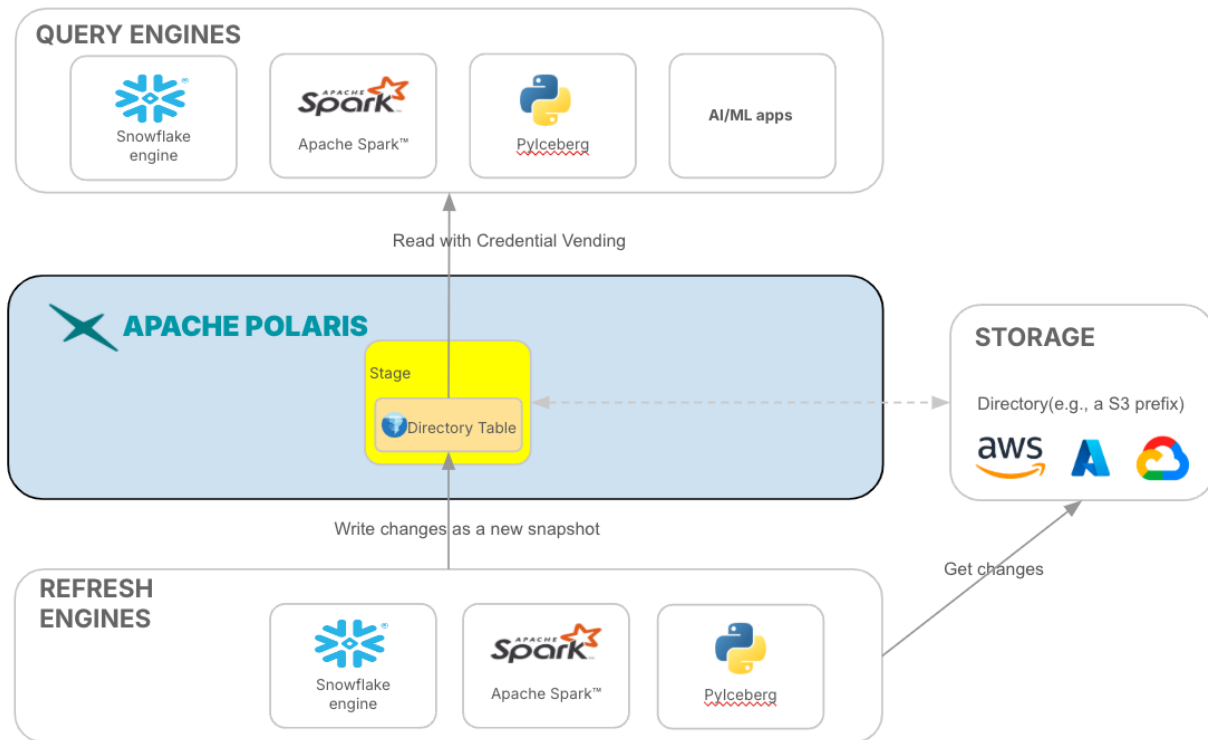 QUERY ENGINES
Snowflake
engine
APACHE
Spark
Apache Spark™
PyIceberg
AI/ML apps
Read with Credential Vending
APACHE POLARIS
Stage
Directory Table
STORAGE
Directory(e.g., a S3 prefix)
aws
Write changes as a new snapshot
Get changes
REFRESH
ENGINES
Snowflake
engine
APACHE
Spark
Apache Spark™
PyIceberg